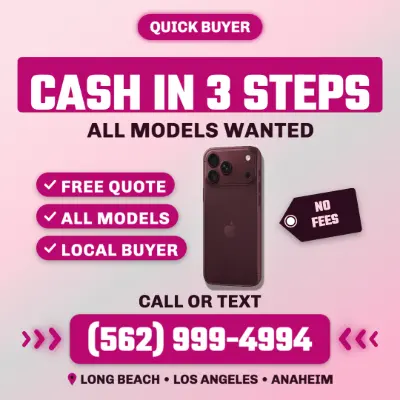 QUICK BUYER
CASH IN 3 STEPS
ALL MODELS WANTED
FREE QUOTE
ALL MODELS
LOCAL BUYER
NO
FEES
CALL OR TEXT
(562) 999-4994
LONG BEACH • LOS ANGELES • ANAHEIM